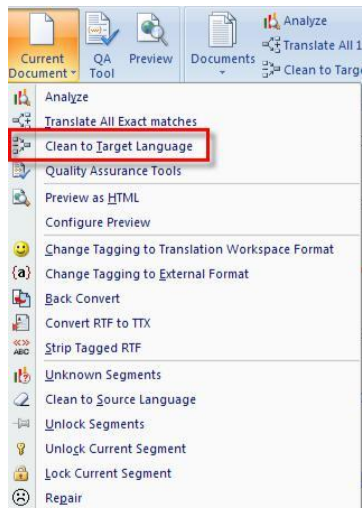 Current Document
QA Tool
Preview
Documents
Analyze
Translate All 1
Clean to Targ
Analyze
Translate All Exact matches
Clean to Target Language
Quality Assurance Tools
Preview as HTML
Configure Preview
Change Tagging to Translation Workspace Format
{a} Change Tagging to External Format
Back Convert
Convert RTF to TTX
ABC Strip Tagged RTF
Unknown Segments
Clean to Source Language
Unlock Segments
Unlock Current Segment
Lock Current Segment
Repair